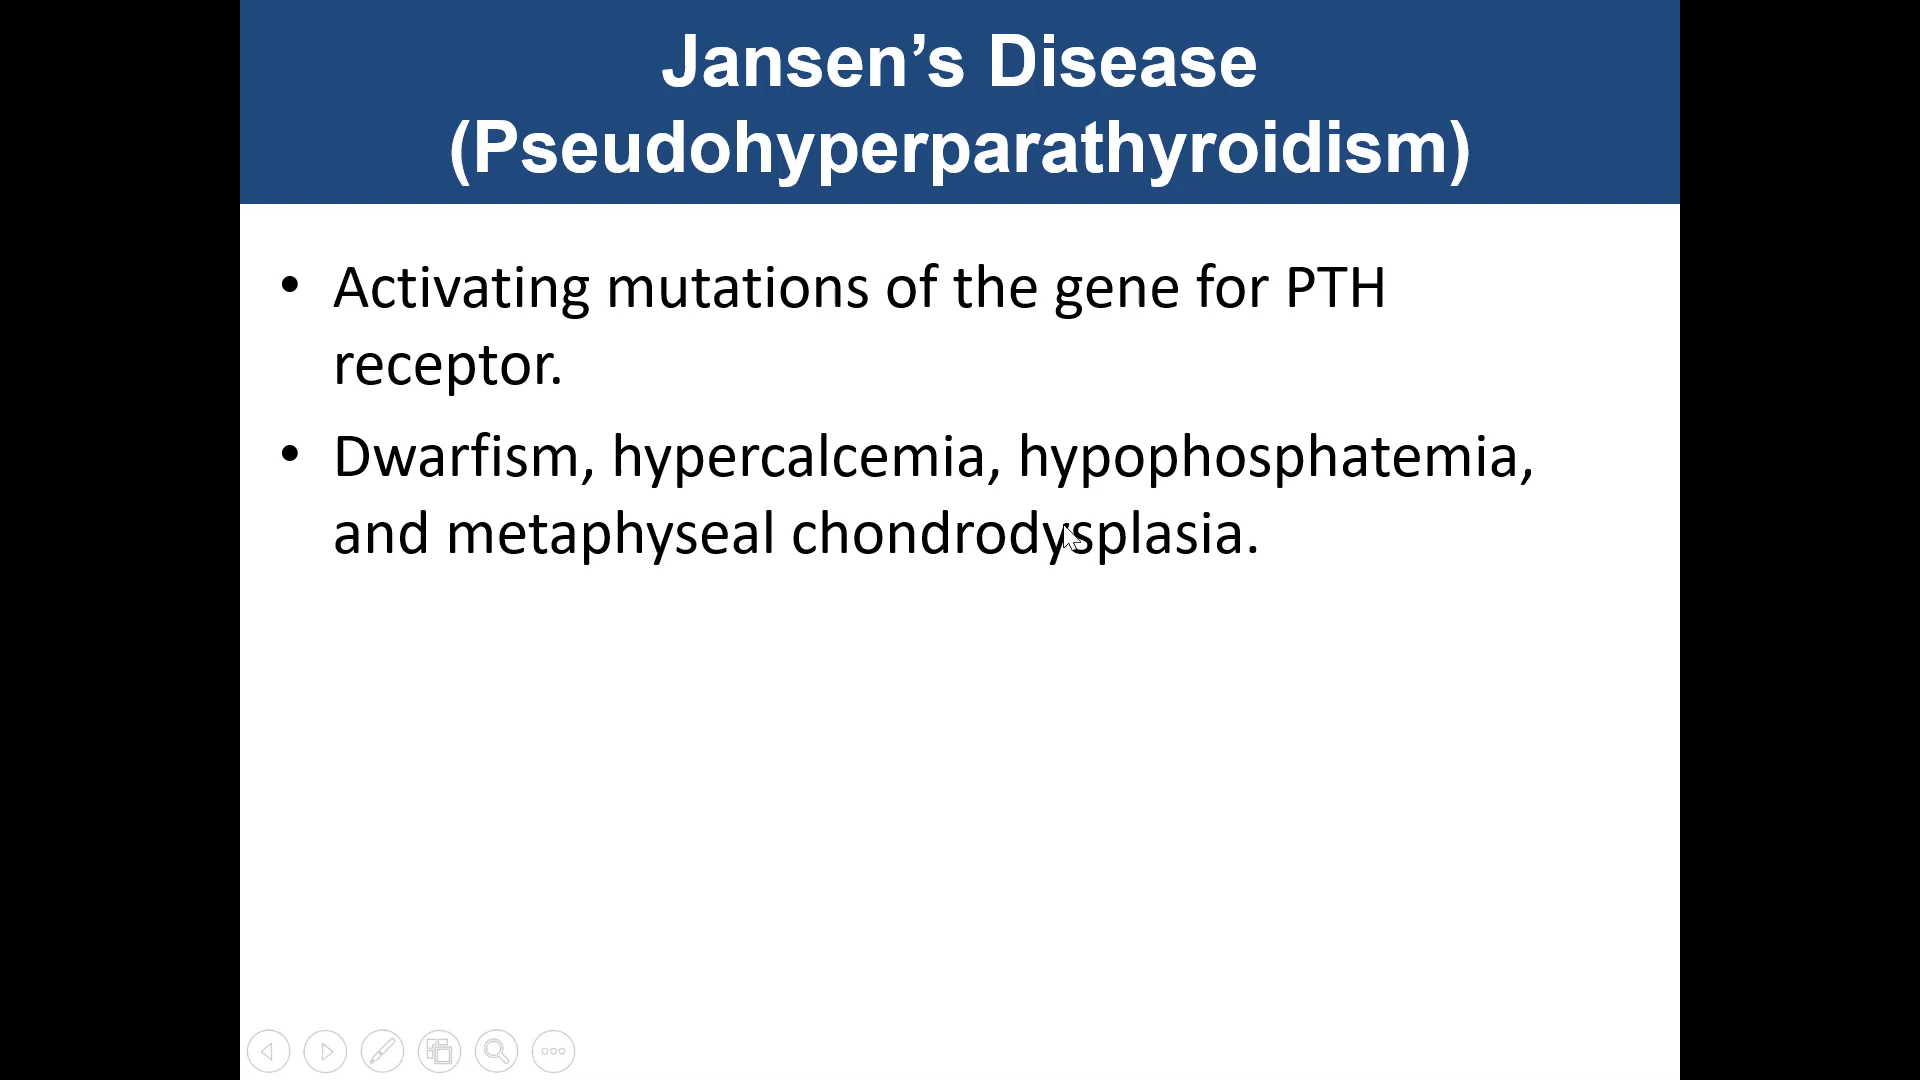 Jansen’s Disease
(Pseudohyperparathyroidism)
• Activating mutations of the gene for PTH
receptor.
• Dwarfism, hypercalcemia, hypophosphatemia,
and metaphyseal chondrodysplasia.